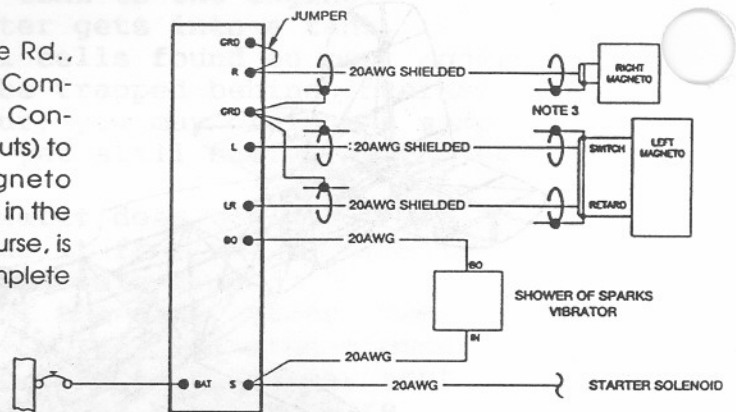 e Rd.,
Com-
Con-
uts) to
gneto
in the
urse, is
nplete
JUMPER
GRD
R
20AWG SHIELDED
RIGHT
MAGNETO
GRD
NOTE 3
L
20AWG SHIELDED
SWITCH
LEFT
MAGNETO
LR
20AWG SHIELDED
RETARD
BO
20AWG
BO
SHOWER OF SPARKS
VIBRATOR
IN
20AWG
BAT
S
20AWG
STARTER SOLENOID